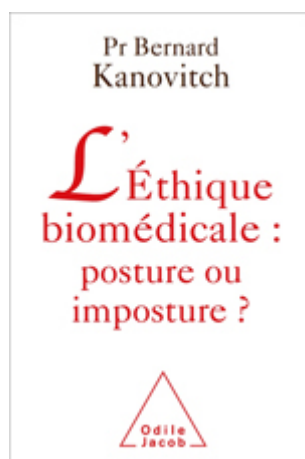 Pr Bernard
Kanovitch
L'Éthique
biomédicale :
posture ou
imposture ?
Odile
Jacob